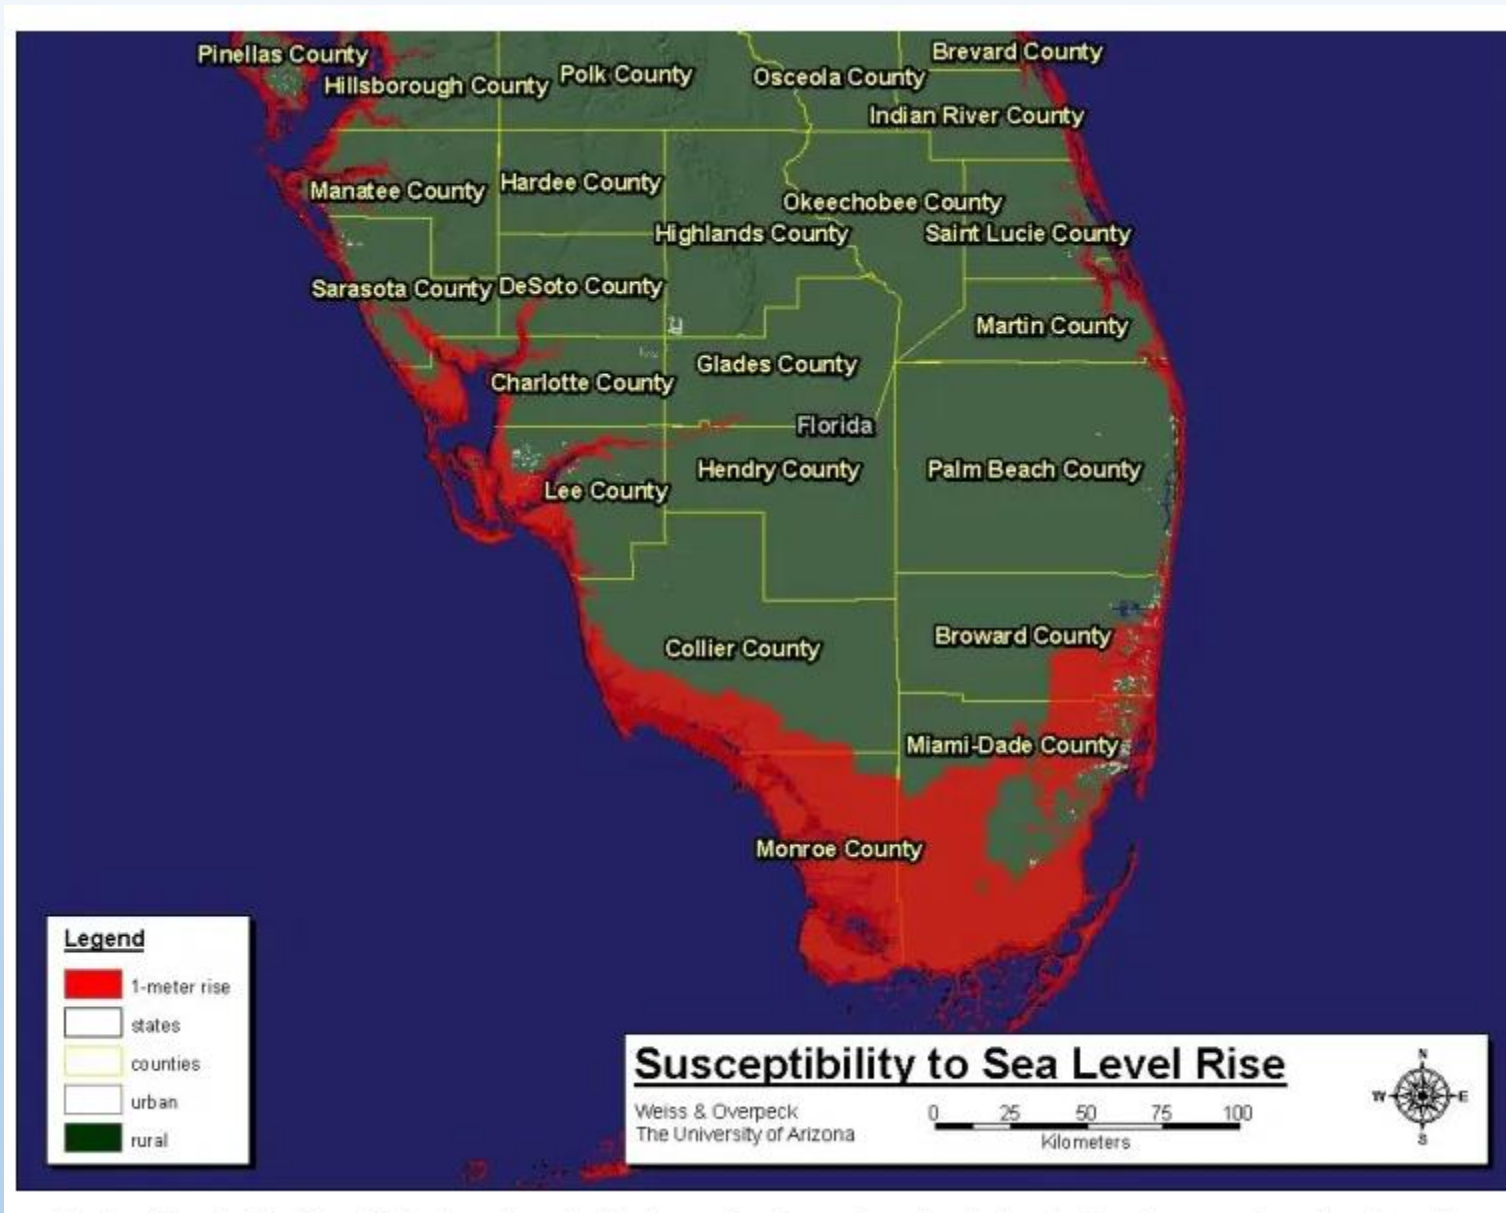 Pinellas County
Brevard County
Hillsborough County
Polk County
Osceola County
Indian River County
Manatee County
Hardee County
Okeechobee County
Highlands County
Saint Lucie County
Sarasota County
DeSoto County
Martin County
Glades County
Charlotte County
Florida
Hendry County
Palm Beach County
Lee County
Collier County
Broward County
Miami-Dade County
Monroe County
Legend
1-meter rise
states
counties
urban
rural
Susceptibility to Sea Level Rise
Weiss & Overpeck
The University of Arizona
0 25 50 75 100
Kilometers
N
W E
S